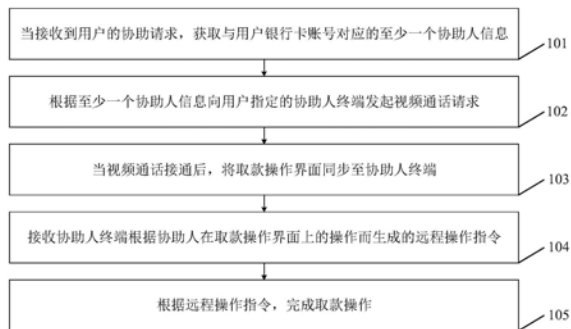 当接收到用户的协助请求，获取与用户银行卡账号对应的至少一个协助人信息
101
根据至少一个协助人信息向用户指定的协助人终端发起视频通话请求
102
当视频通话接通后，将取款操作界面同步至协助人终端
103
接收协助人终端根据协助人在取款操作界面上的操作而生成的远程操作指令
104
根据远程操作指令，完成取款操作
105